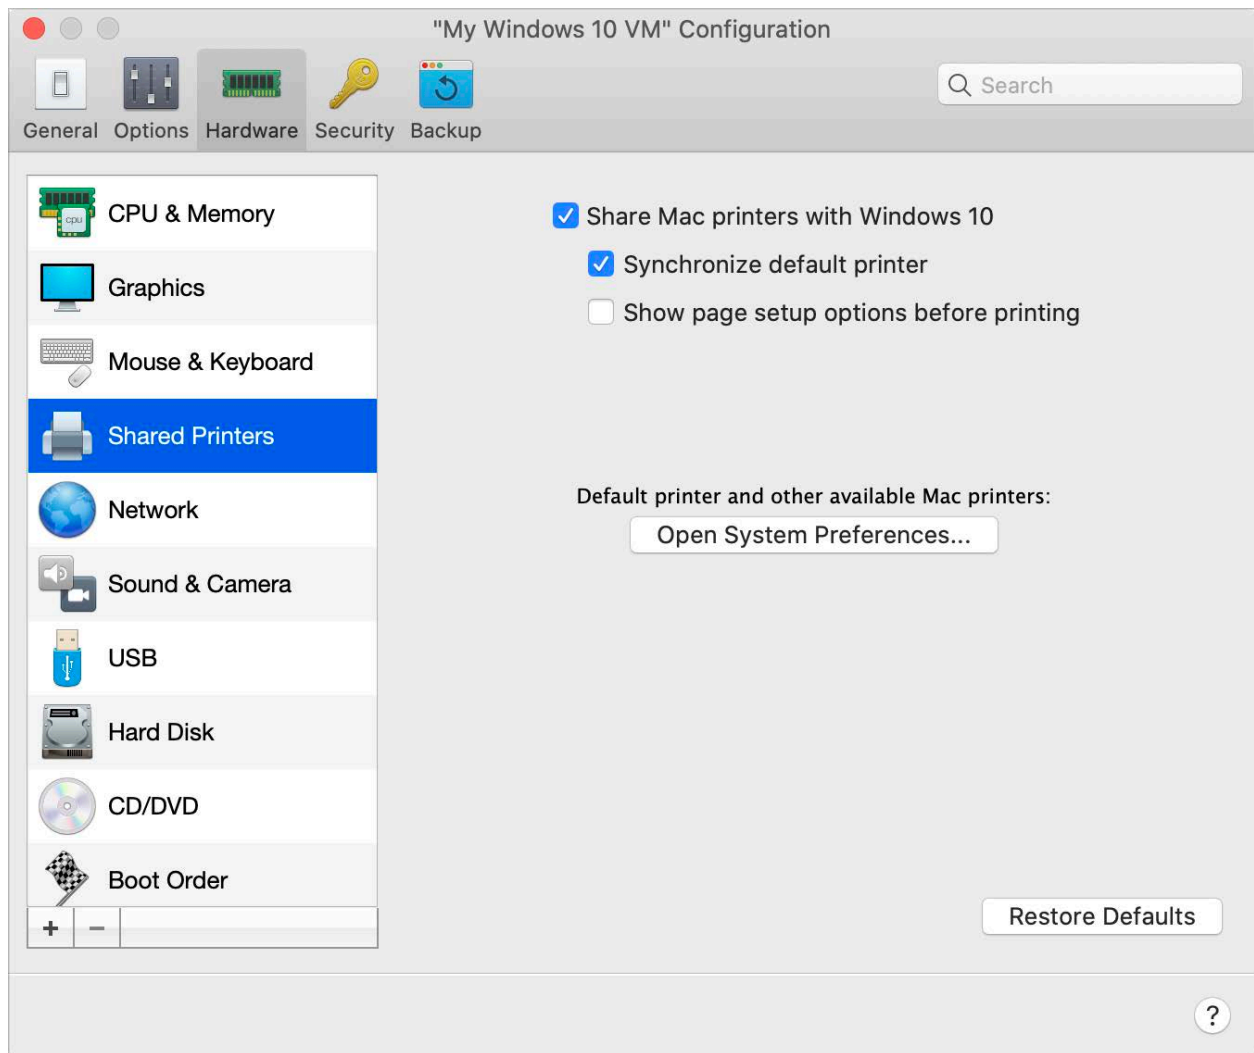 "My Windows 10 VM" Configuration
General Options Hardware Security Backup
Search
CPU & Memory
cpu
Graphics
Mouse & Keyboard
Shared Printers
Network
Sound & Camera
USB
Hard Disk
CD/DVD
Boot Order
+ −
Share Mac printers with Windows 10
Synchronize default printer
Show page setup options before printing
Default printer and other available Mac printers:
Open System Preferences...
Restore Defaults
?